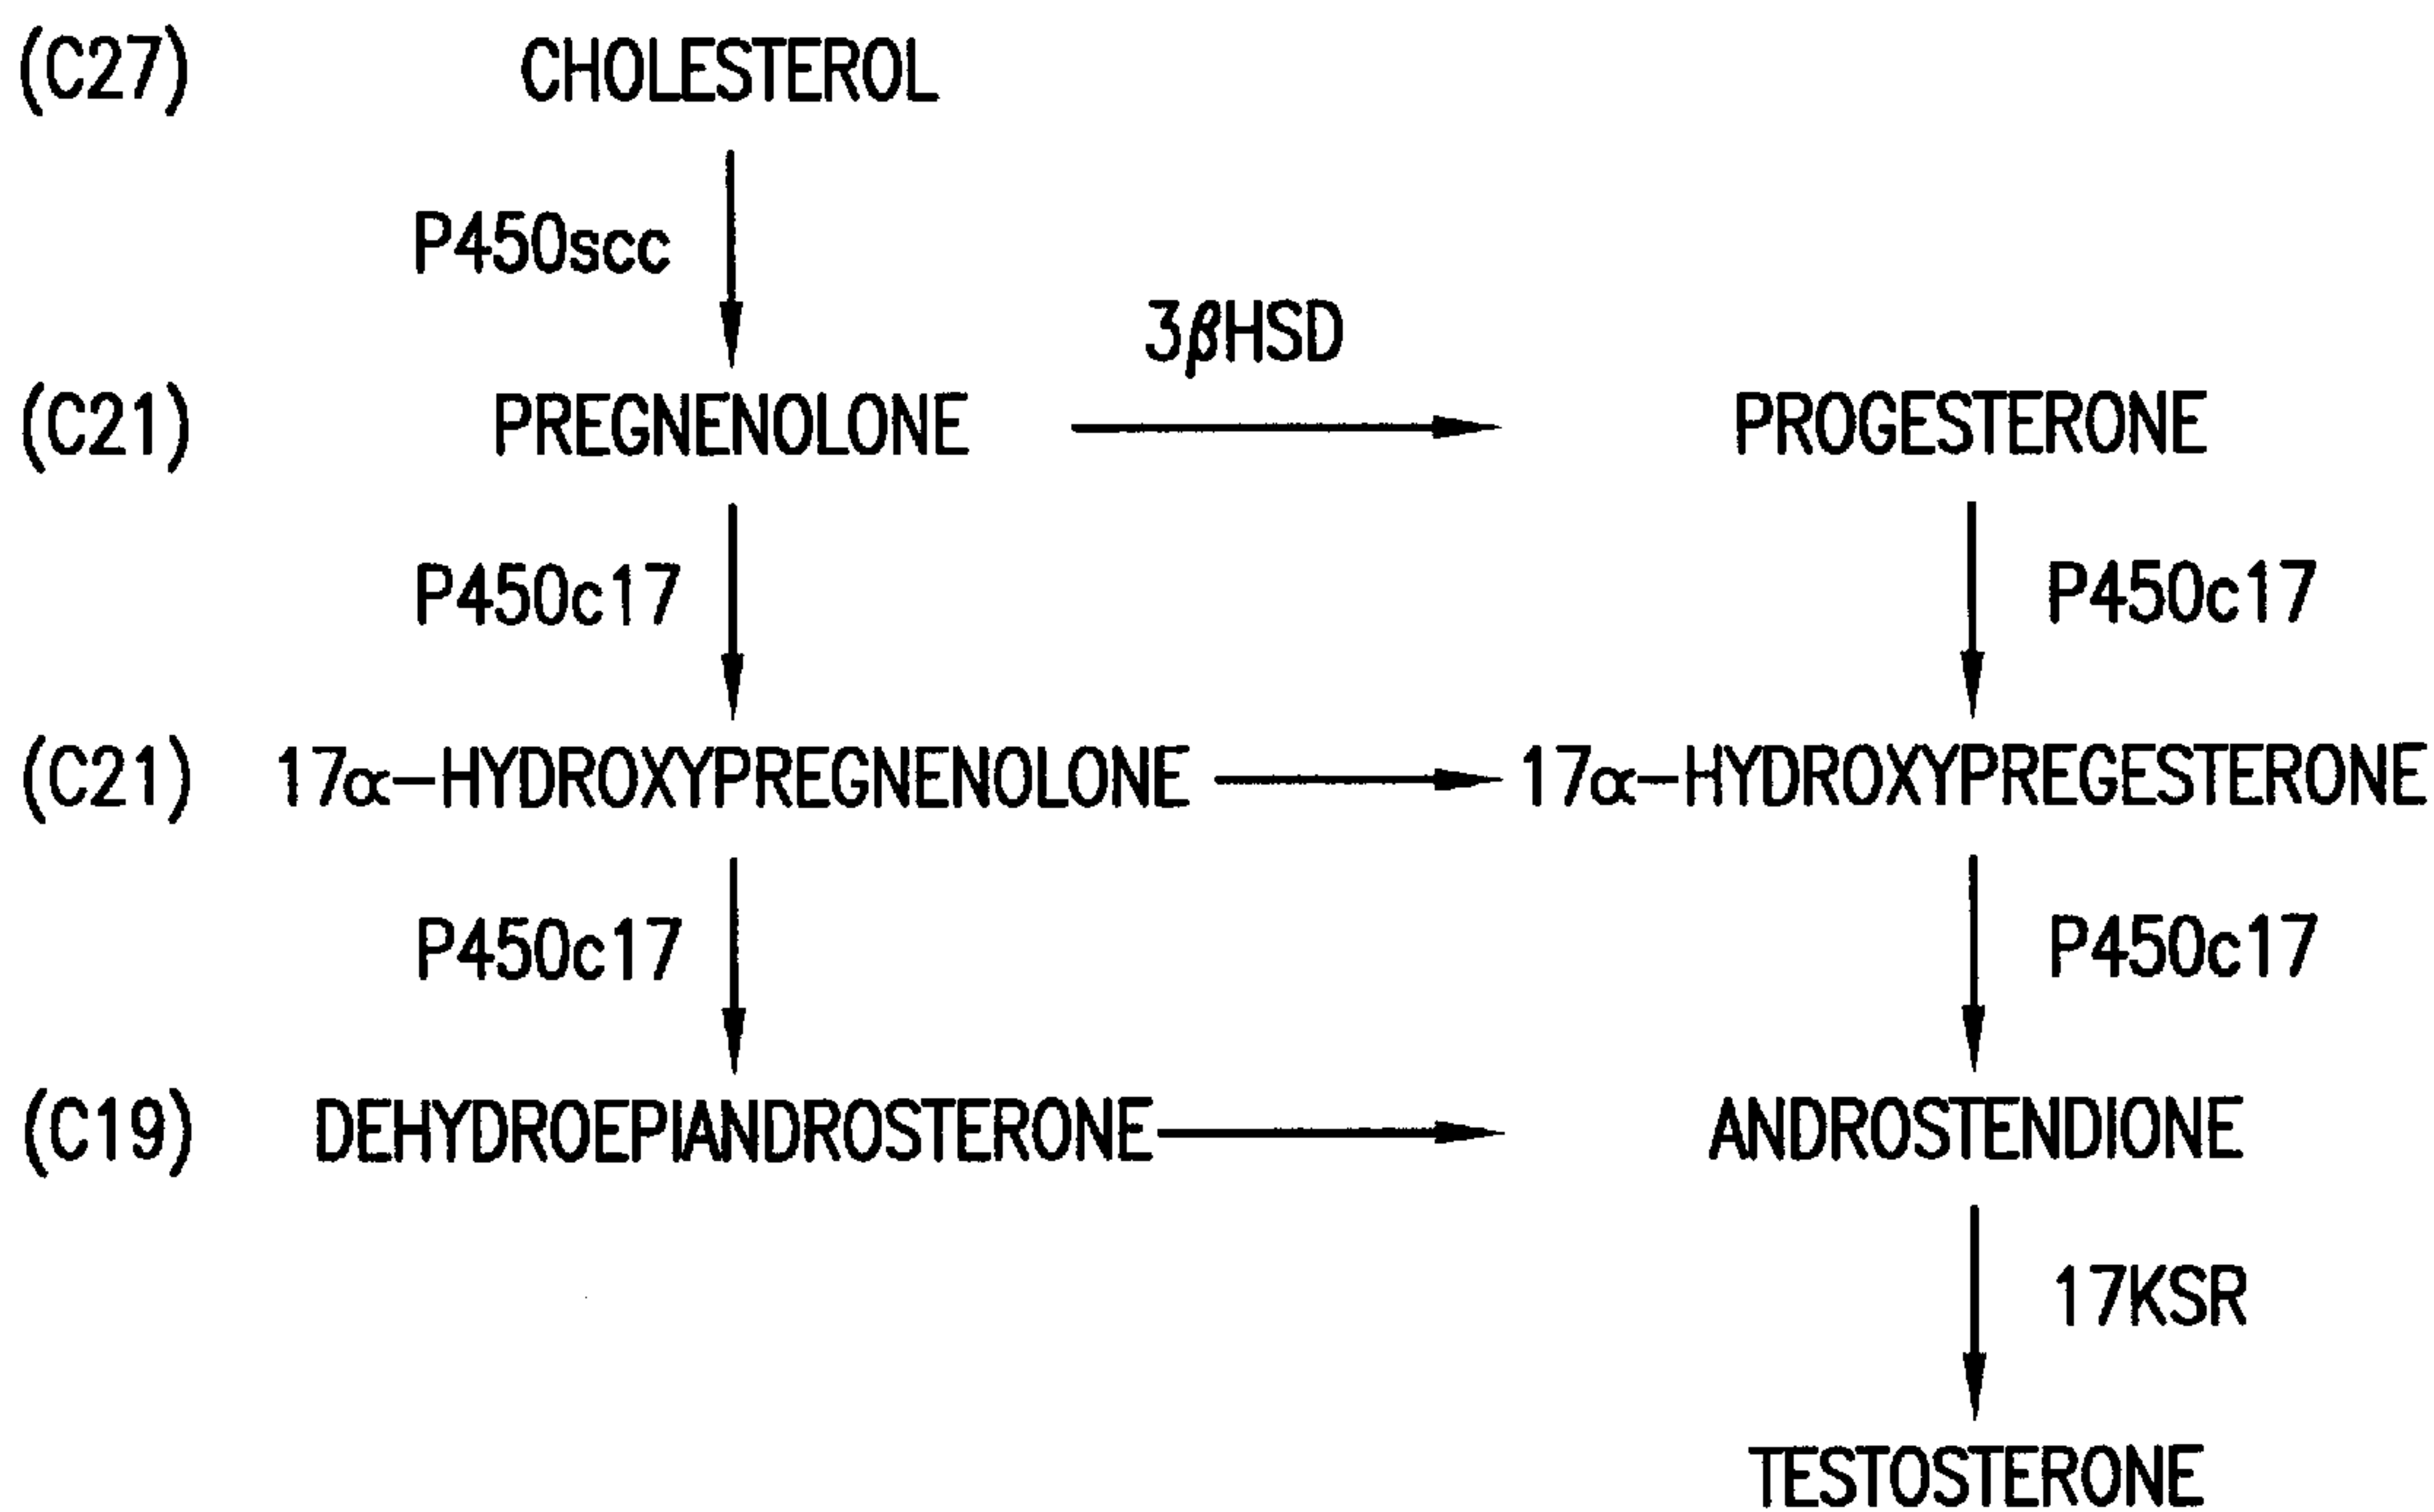 (C27) CHOLESTEROL
P450scc
3βHSD
(C21) PREGNENOLONE PROGESTERONE
P450c17 P450c17
(C21) 17α-HYDROXYPREGNENOLONE 17α-HYDROXYPREGESTERONE
P450c17 P450c17
(C19) DEHYDROEPIANDROSTERONE ANDROSTENDIONE
17KSR
TESTOSTERONE